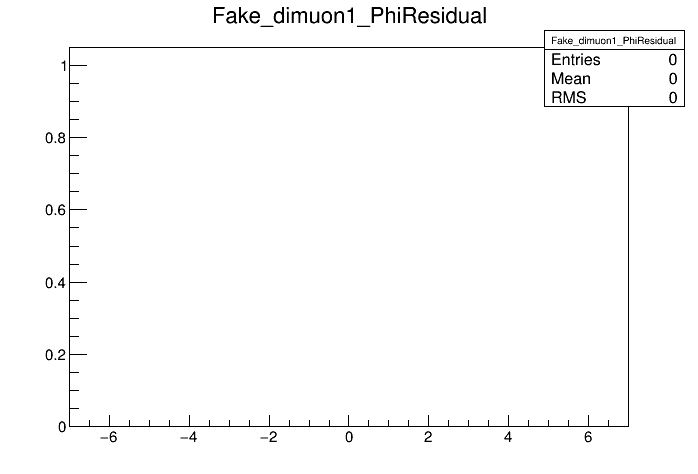 Fake_dimuon1_PhiResidual
Fake_dimuon1_PhiResidual
Entries 0
Mean 0
RMS 0
1
0.8
0.6
0.4
0.2
0
−6 −4 −2 0 2 4 6